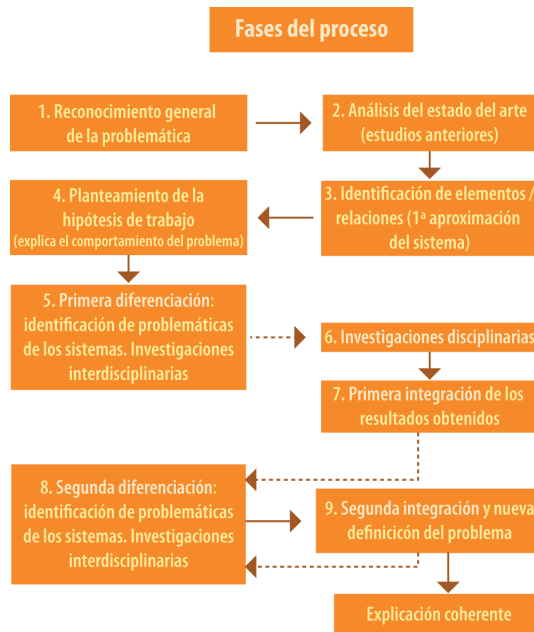 Fases del proceso
1. Reconocimiento general
de la problemática
2. Análisis del estado del arte
(estudios anteriores)
3. Identificación de elementos /
relaciones (1ª aproximación
del sistema)
4. Planteamiento de la
hipótesis de trabajo
(explica el comportamiento del problema)
5. Primera diferenciación:
identificación de problemáticas
de los sistemas. Investigaciones
interdisciplinarias
6. Investigaciones disciplinarias
7. Primera integración de los
resultados obtenidos
8. Segunda diferenciación:
identificación de problemáticas
de los sistemas. Investigaciones
interdisciplinarias
9. Segunda integración y nueva
definicicón del problema
Explicación coherente